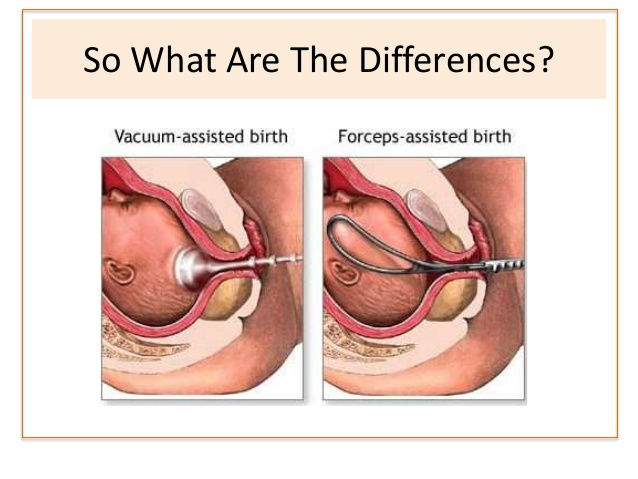 So What Are The Differences?
Vacuum-assisted birth
Forceps-assisted birth